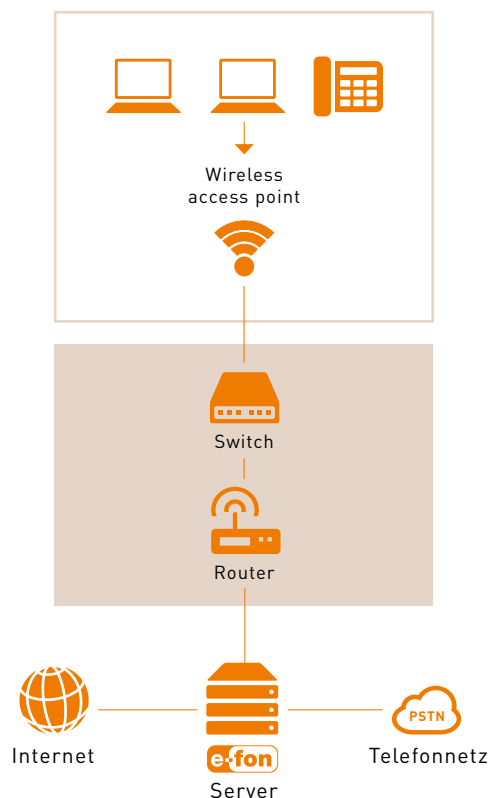 Wireless
access point
Switch
Router
Internet
e-fon
Server
PSTN
Telefonnetz